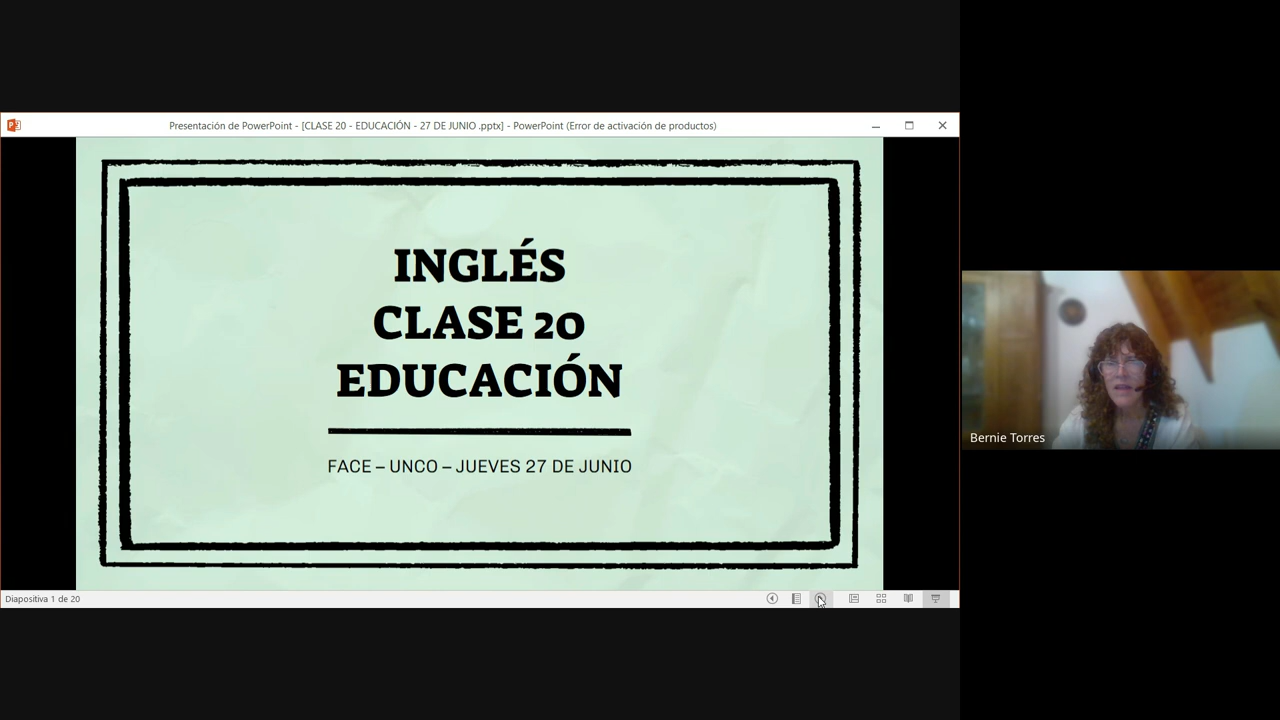 Presentación de PowerPoint - [CLASE 20 - EDUCACIÓN - 27 DE JUNIO .pptx] - PowerPoint (Error de activación de productos)
INGLÉS
CLASE 20
EDUCACIÓN
FACE – UNCO – JUEVES 27 DE JUNIO
Bernie Torres
Diapositiva 1 de 20